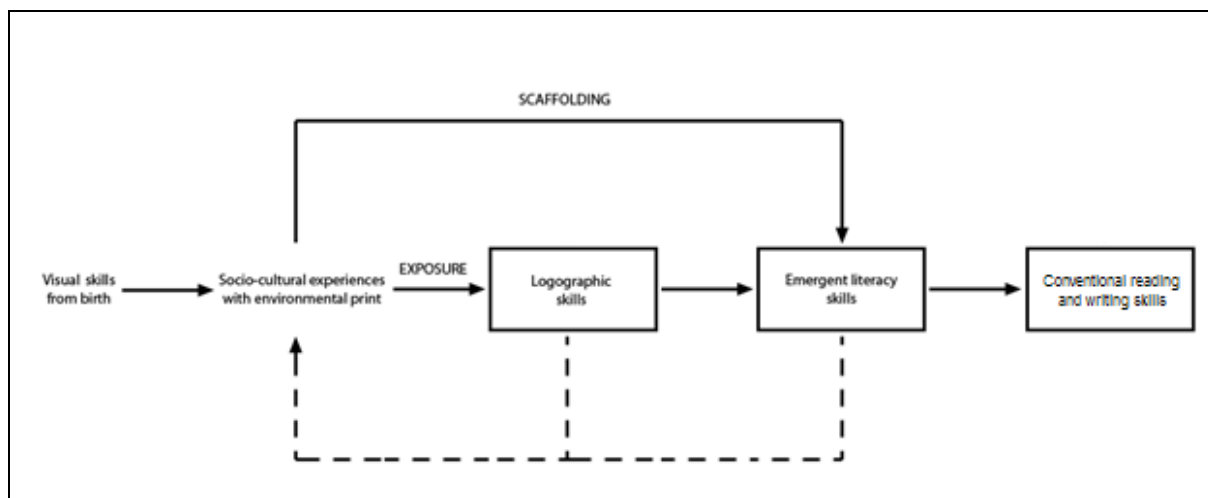 SCAFFOLDING
Visual skills
from birth
Socio-cultural experiences
with environmental print
EXPOSURE
Logographic
skills
Emergent literacy
skills
Conventional reading
and writing skills